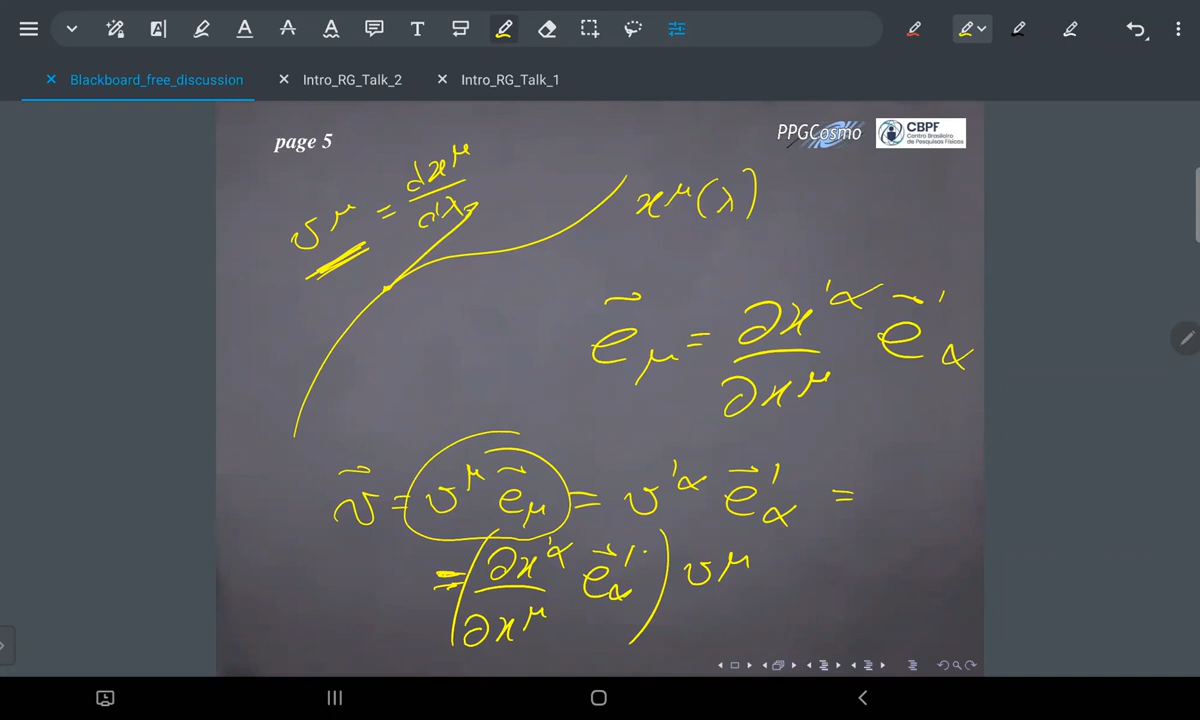 Blackboard_free_discussion Intro_RG_Talk_2 Intro_RG_Talk_1
page 5
PPGCosmo
CBPF
Centro Brasileiro
de Pesquisas Físicas
v^μ = dx^μ/dλ
x^μ(λ)
e⃗_μ = ∂x'^α/∂x^μ e⃗'_α
v⃗ = v^μ e⃗_μ = v'^α e⃗'_α =
= (∂x'^α/∂x^μ e⃗'_α) v^μ